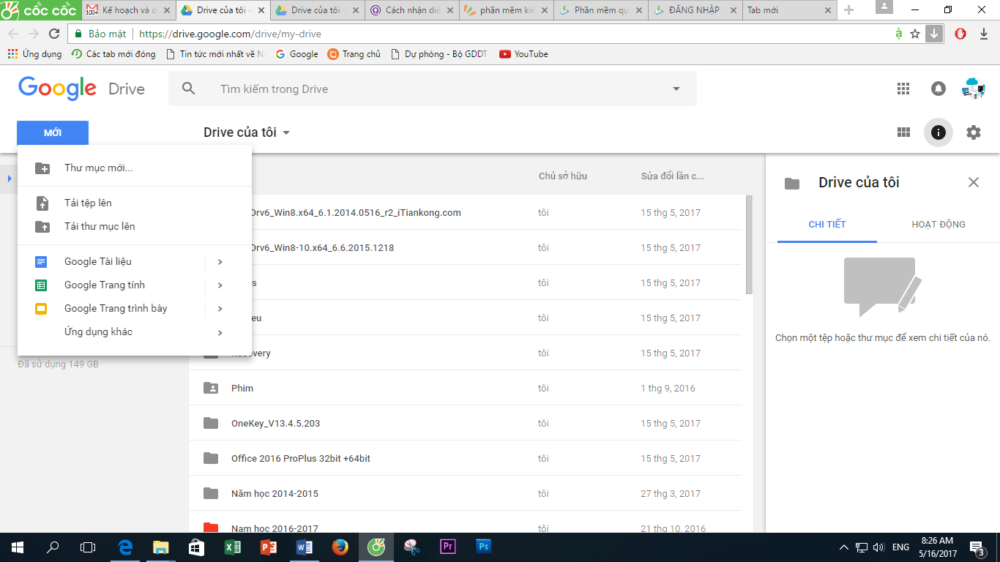 cốc cốc
100+ Kế hoạch và q
Drive của tôi -
Drive của tôi -
Cách nhận diệ
phần mềm kiể
Phần mềm qu
ĐĂNG NHẬP
Tab mới
Bảo mật
https://drive.google.com/drive/my-drive
à
Ứng dụng
Các tab mới đóng
Tin tức mới nhất về N
Google
Trang chủ
Dự phòng - Bộ GDDT
YouTube
Google Drive
Tìm kiếm trong Drive
MỚI
Drive của tôi
Thư mục mới...
Tải tệp lên
Tải thư mục lên
Google Tài liệu
Google Trang tính
Google Trang trình bày
Ứng dụng khác
Đã sử dụng 149 GB
Chủ sở hữu
Sửa đổi lần c...
Drv6_Win8.x64_6.1.2014.0516_r2_iTiankong.com
tôi
15 thg 5, 2017
Drv6_Win8-10.x64_6.6.2015.1218
tôi
15 thg 5, 2017
s
tôi
15 thg 5, 2017
eu
tôi
15 thg 5, 2017
Recovery
tôi
15 thg 5, 2017
Phim
tôi
1 thg 9, 2016
OneKey_V13.4.5.203
tôi
15 thg 5, 2017
Office 2016 ProPlus 32bit +64bit
tôi
15 thg 5, 2017
Năm học 2014-2015
tôi
27 thg 3, 2017
Nam học 2016-2017
tôi
21 thg 10, 2016
Drive của tôi
CHI TIẾT
HOẠT ĐỘNG
Chọn một tệp hoặc thư mục để xem chi tiết của nó.
Pr
Ps
ENG
8:26 AM
5/16/2017
3